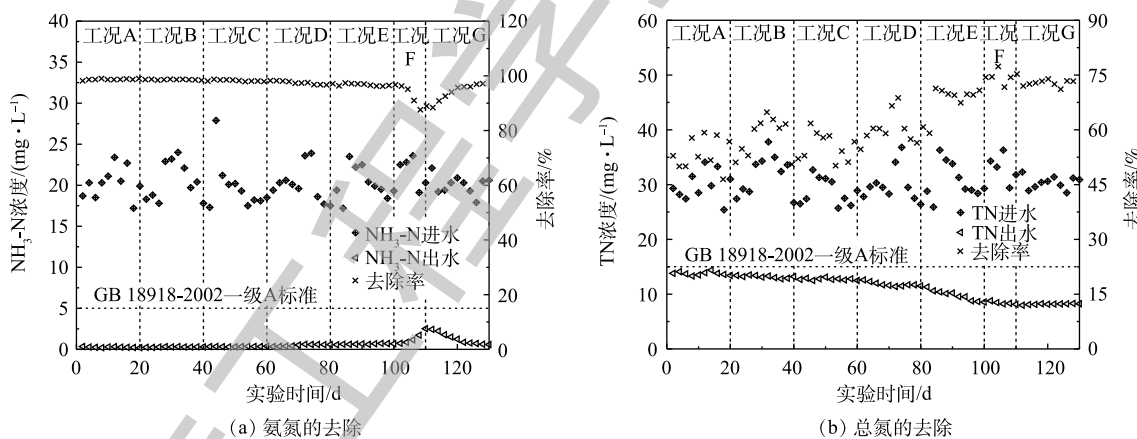 工况A 工况B 工况C 工况D 工况E 工况F 工况G
NH₃-N浓度/(mg·L⁻¹)
40
35
30
25
20
15
10
5
0
120
100
80
60
40
20
0
去除率/%
NH₃-N进水
NH₃-N出水
去除率
GB 18918-2002一级A标准
0 20 40 60 80 100 120
实验时间/d
(a) 氨氮的去除
工况A 工况B 工况C 工况D 工况E 工况F 工况G
TN浓度/(mg·L⁻¹)
60
50
40
30
20
10
0
90
75
60
45
30
15
0
去除率/%
TN进水
TN出水
去除率
GB 18918-2002一级A标准
0 20 40 60 80 100 120
实验时间/d
(b) 总氮的去除
工程学